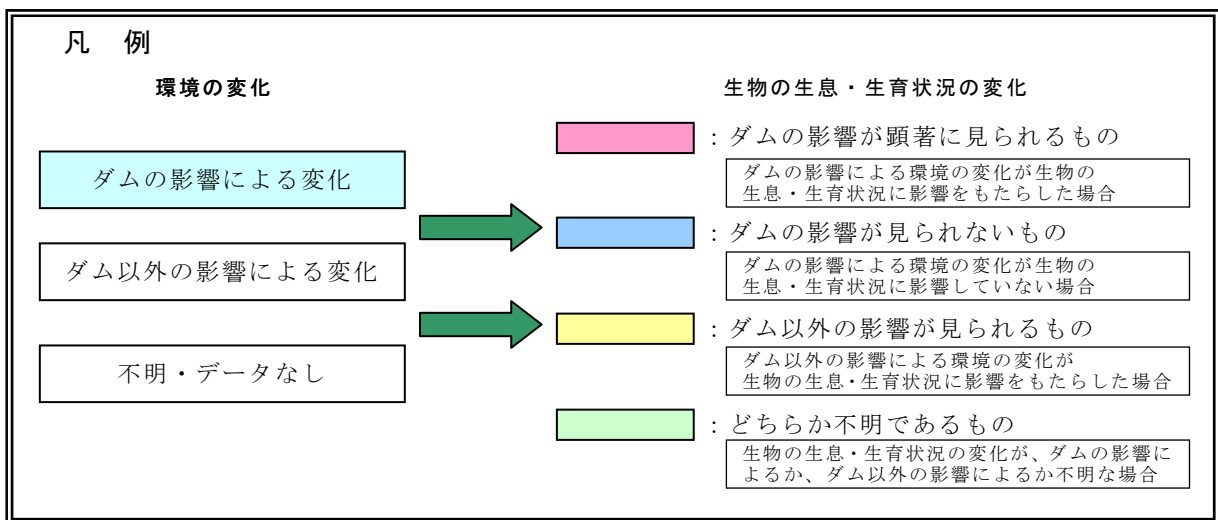 凡 例
環境の変化
ダムの影響による変化
ダム以外の影響による変化
不明・データなし
生物の生息・生育状況の変化
：ダムの影響が顕著に見られるもの
ダムの影響による環境の変化が生物の
生息・生育状況に影響をもたらした場合
：ダムの影響が見られないもの
ダムの影響による環境の変化が生物の
生息・生育状況に影響していない場合
：ダム以外の影響が見られるもの
ダム以外の影響による環境の変化が
生物の生息・生育状況に影響をもたらした場合
：どちらか不明であるもの
生物の生息・生育状況の変化が、ダムの影響に
よるか、ダム以外の影響によるか不明な場合